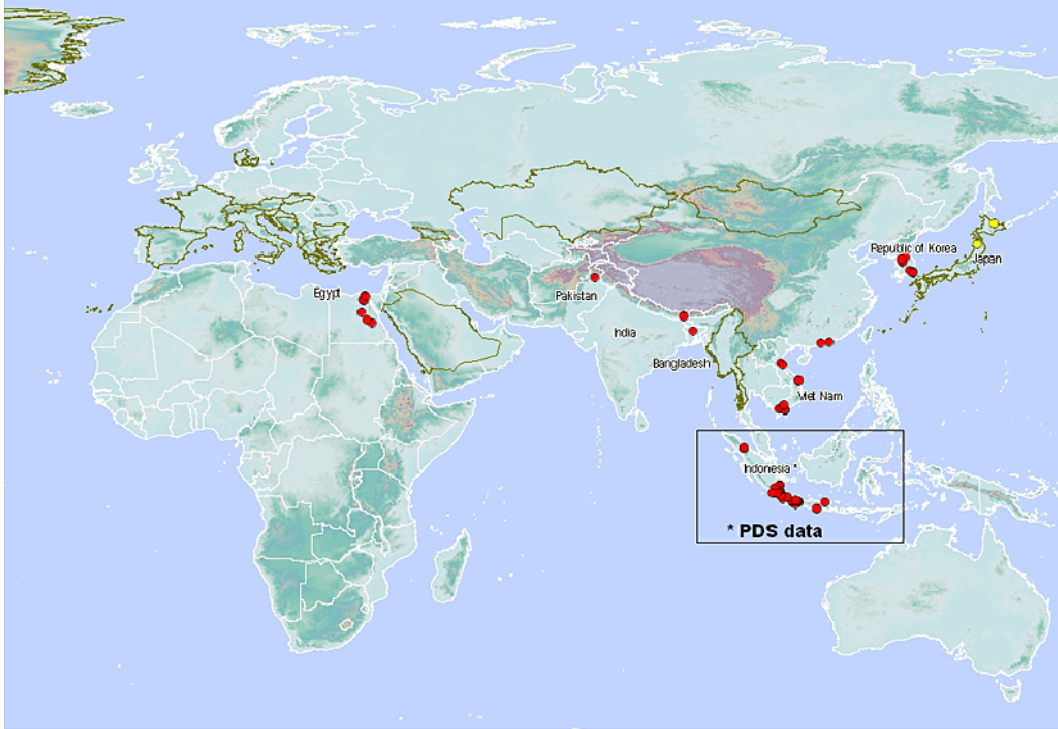 Republic of Korea
Japan
Egypt
Pakistan
India
Bangladesh
Viet Nam
Indonesia *
* PDS data